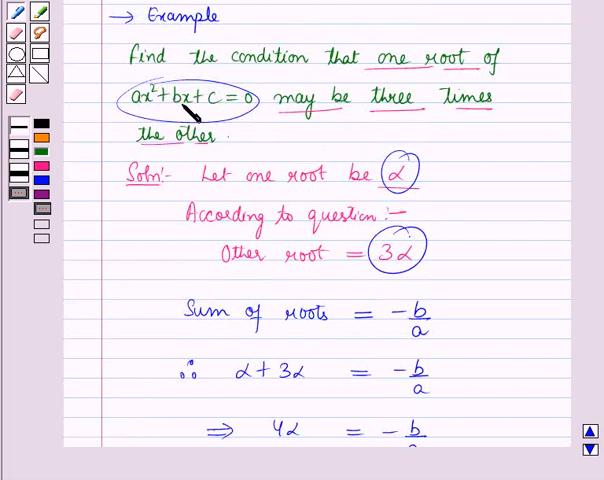 → Example
Find the condition that one root of
ax²+bx+c=0 may be three times
the other.
Soln:- Let one root be α
According to question:-
Other root = 3α
Sum of roots = -b/a
∴ α+3α = -b/a
⇒ 4α = -b/